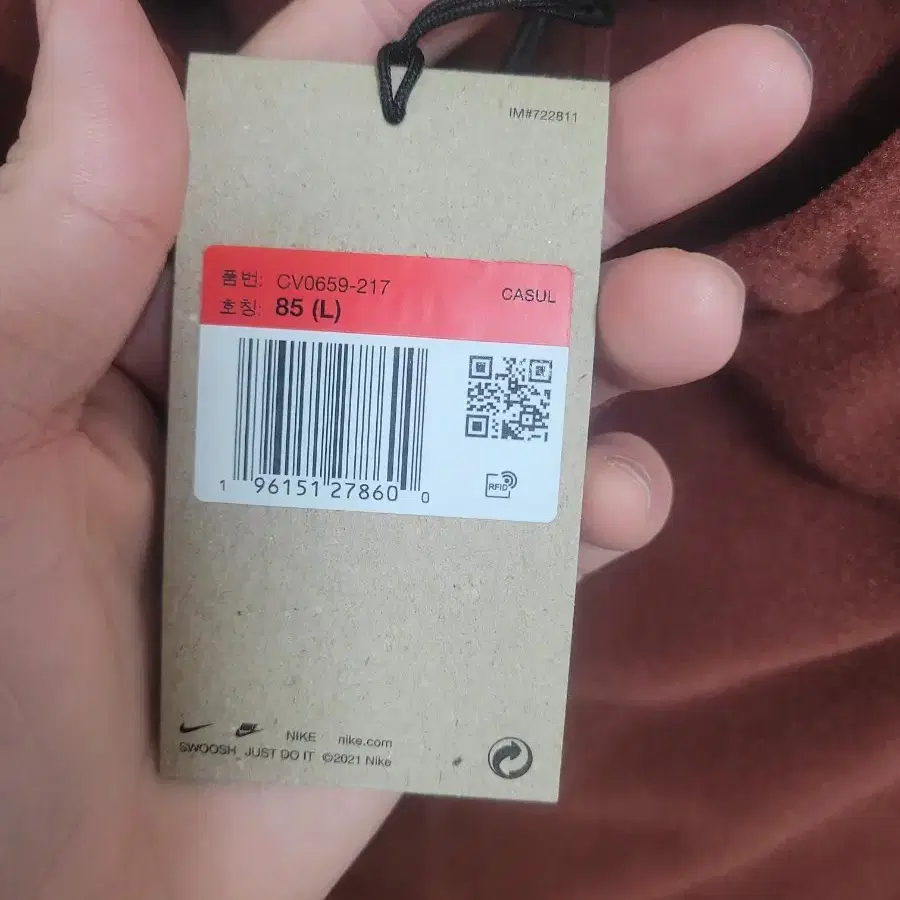 IM#722811
품번: CV0659-217
호칭: 85 (L)
CASUL
1 96151 27860 0
RFID
NIKE nike.com
SWOOSH JUST DO IT ©2021 Nike